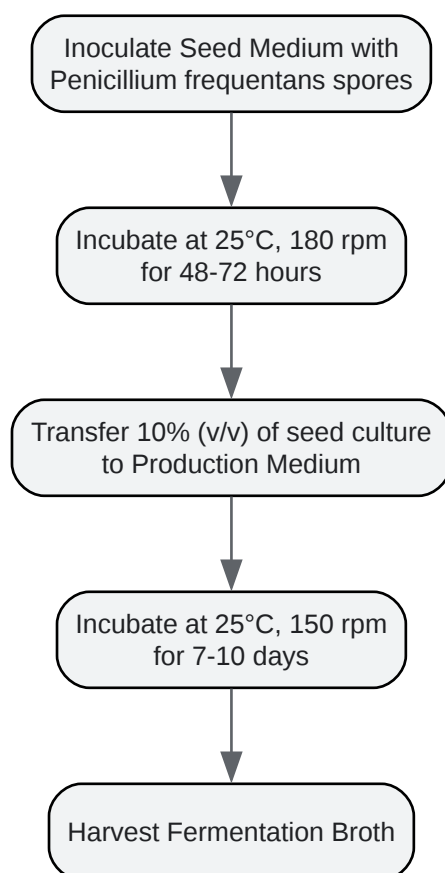 Inoculate Seed Medium with
Penicillium frequentans spores
Incubate at 25°C, 180 rpm
for 48-72 hours
Transfer 10% (v/v) of seed culture
to Production Medium
Incubate at 25°C, 150 rpm
for 7-10 days
Harvest Fermentation Broth